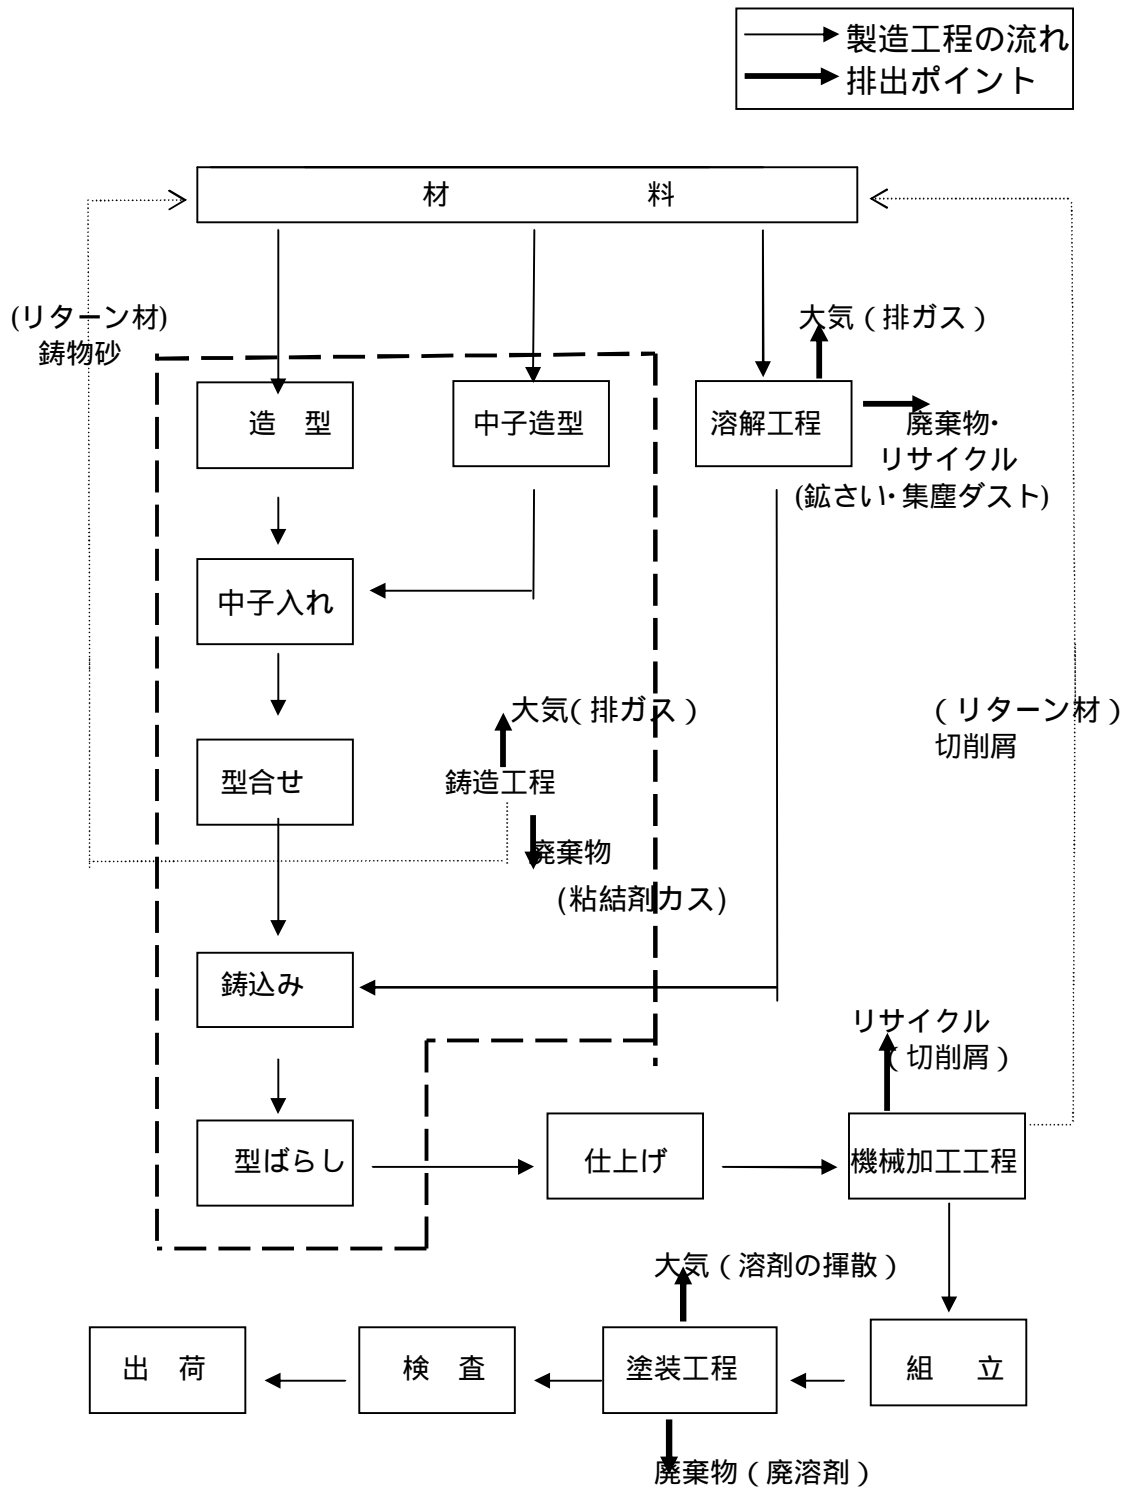 製造工程の流れ
排出ポイント
材 料
(リターン材)
鋳物砂
大気(排ガス)
造 型
中子造型
溶解工程
廃棄物・
リサイクル
(鉱さい・集塵ダスト)
中子入れ
大気(排ガス)
(リターン材)
切削屑
型合せ
鋳造工程
廃棄物
(粘結剤カス)
鋳込み
リサイクル
(切削屑)
型ばらし
仕上げ
機械加工工程
大気(溶剤の揮散)
出 荷
検 査
塗装工程
組 立
廃棄物(廃溶剤)